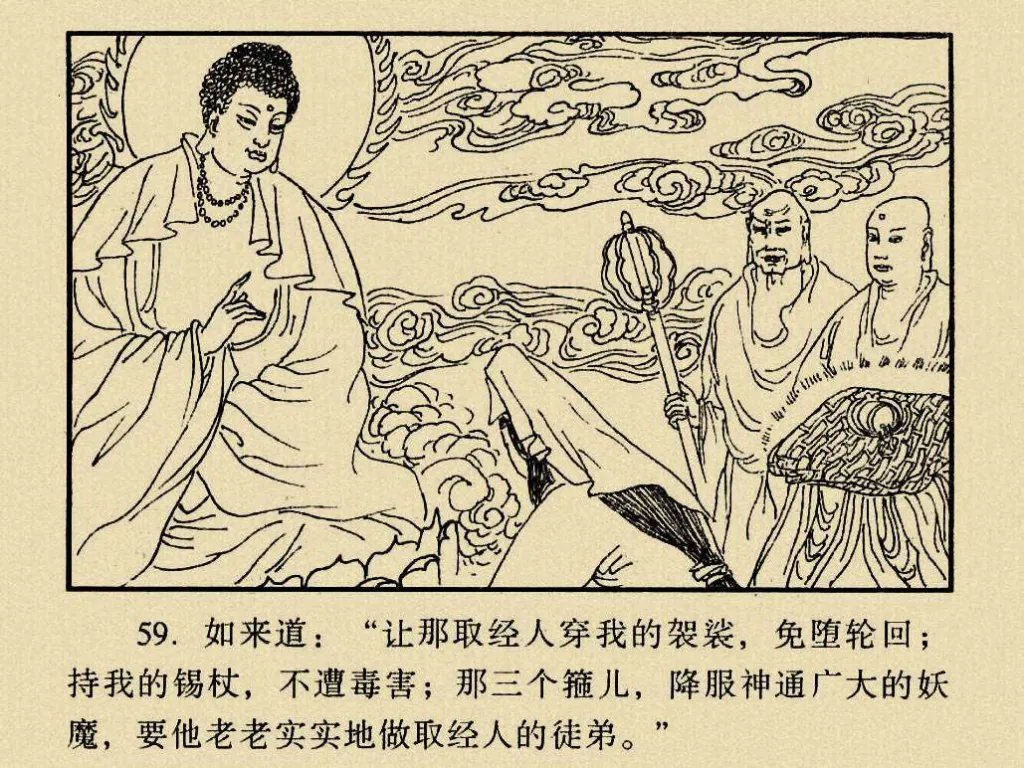 59. 如来道：“让那取经人穿我的袈裟，免堕轮回；
持我的锡杖，不遭毒害；那三个箍儿，降服神通广大的妖
魔，要他老老实实地做取经人的徒弟。”